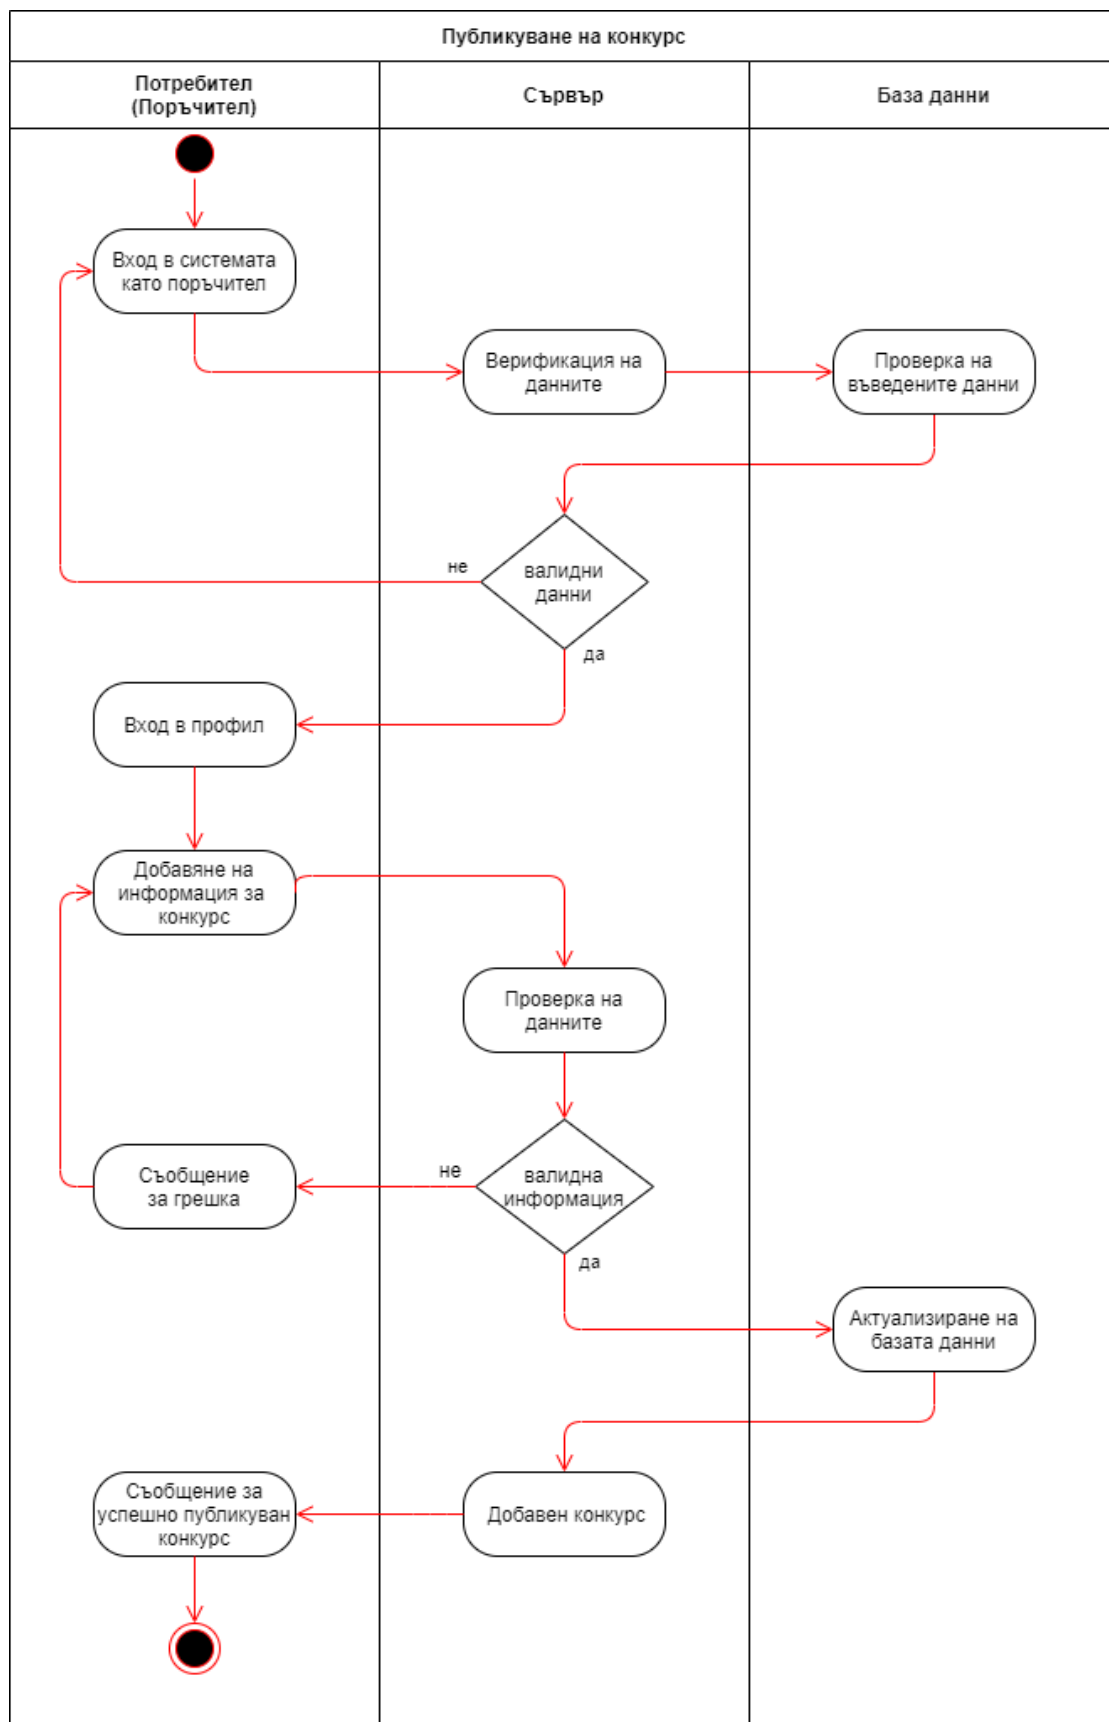 Публикуване на конкурс
Потребител
(Поръчител)
Сървър
База данни
Вход в системата
като поръчител
Верификация на
данните
Проверка на
въведените данни
не
валидни
данни
да
Вход в профил
Добавяне на
информация за
конкурс
Проверка на
данните
Съобщение
за грешка
не
валидна
информация
да
Актуализиране на
базата данни
Съобщение за
успешно публикуван
конкурс
Добавен конкурс